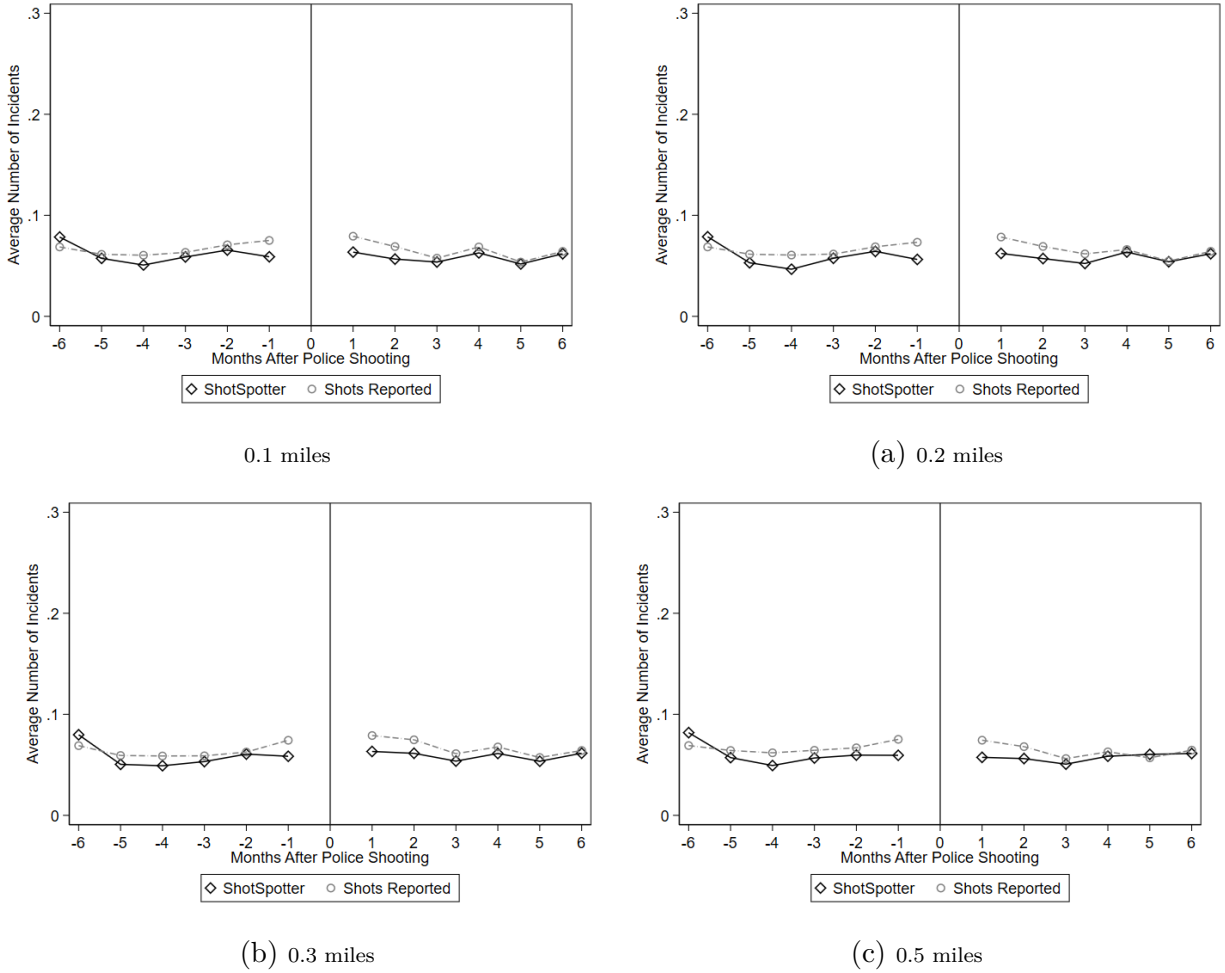 .3
.2
.1
0
Average Number of Incidents
-6 -5 -4 -3 -2 -1 0 1 2 3 4 5 6
Months After Police Shooting
ShotSpotter Shots Reported
0.1 miles
.3
.2
.1
0
Average Number of Incidents
-6 -5 -4 -3 -2 -1 0 1 2 3 4 5 6
Months After Police Shooting
ShotSpotter Shots Reported
(a) 0.2 miles
.3
.2
.1
0
Average Number of Incidents
-6 -5 -4 -3 -2 -1 0 1 2 3 4 5 6
Months After Police Shooting
ShotSpotter Shots Reported
(b) 0.3 miles
.3
.2
.1
0
Average Number of Incidents
-6 -5 -4 -3 -2 -1 0 1 2 3 4 5 6
Months After Police Shooting
ShotSpotter Shots Reported
(c) 0.5 miles